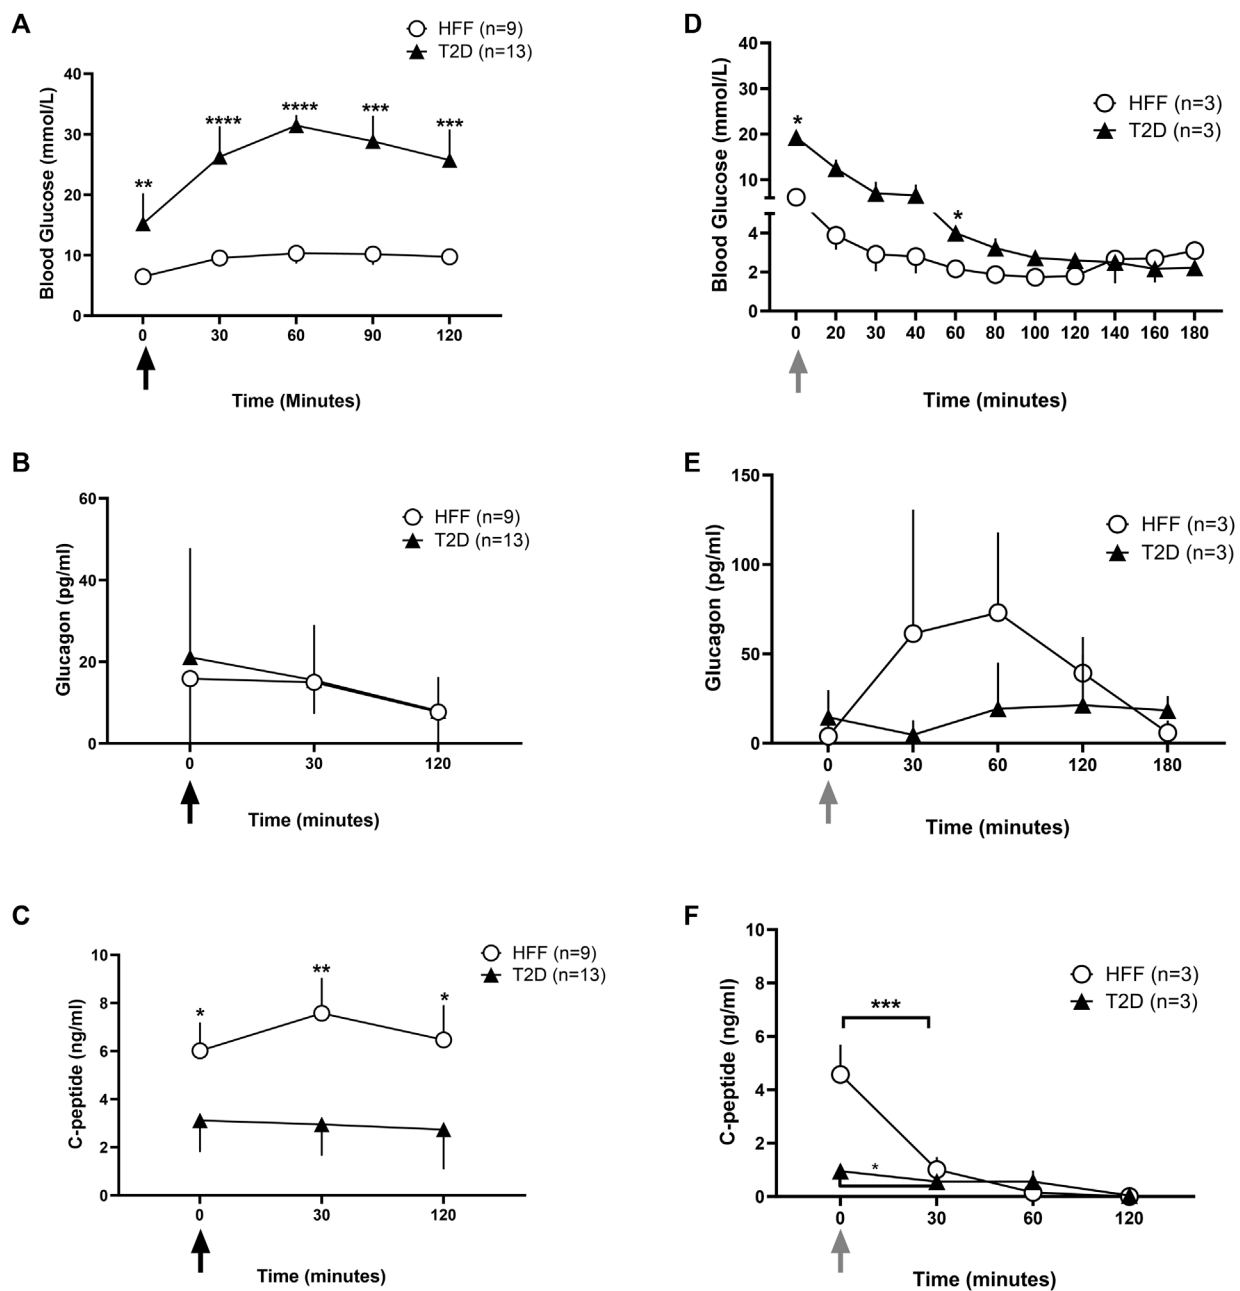 A
HFF (n=9)
T2D (n=13)
Blood Glucose (mmol/L)
40
30
20
10
0
**
****
****
***
***
0 30 60 90 120
Time (Minutes)
B
HFF (n=9)
T2D (n=13)
Glucagon (pg/ml)
60
40
20
0
0 30 120
Time (minutes)
C
HFF (n=9)
T2D (n=13)
C-peptide (ng/ml)
10
8
6
4
2
0
*
**
*
0 30 120
Time (minutes)
D
HFF (n=3)
T2D (n=3)
Blood Glucose (mmol/L)
40
30
20
10
4
2
0
*
*
0 20 30 40 60 80 100 120 140 160 180
Time (minutes)
E
HFF (n=3)
T2D (n=3)
Glucagon (pg/ml)
150
100
50
0
0 30 60 120 180
Time (minutes)
F
HFF (n=3)
T2D (n=3)
C-peptide (ng/ml)
10
8
6
4
2
0
***
*
0 30 60 120
Time (minutes)